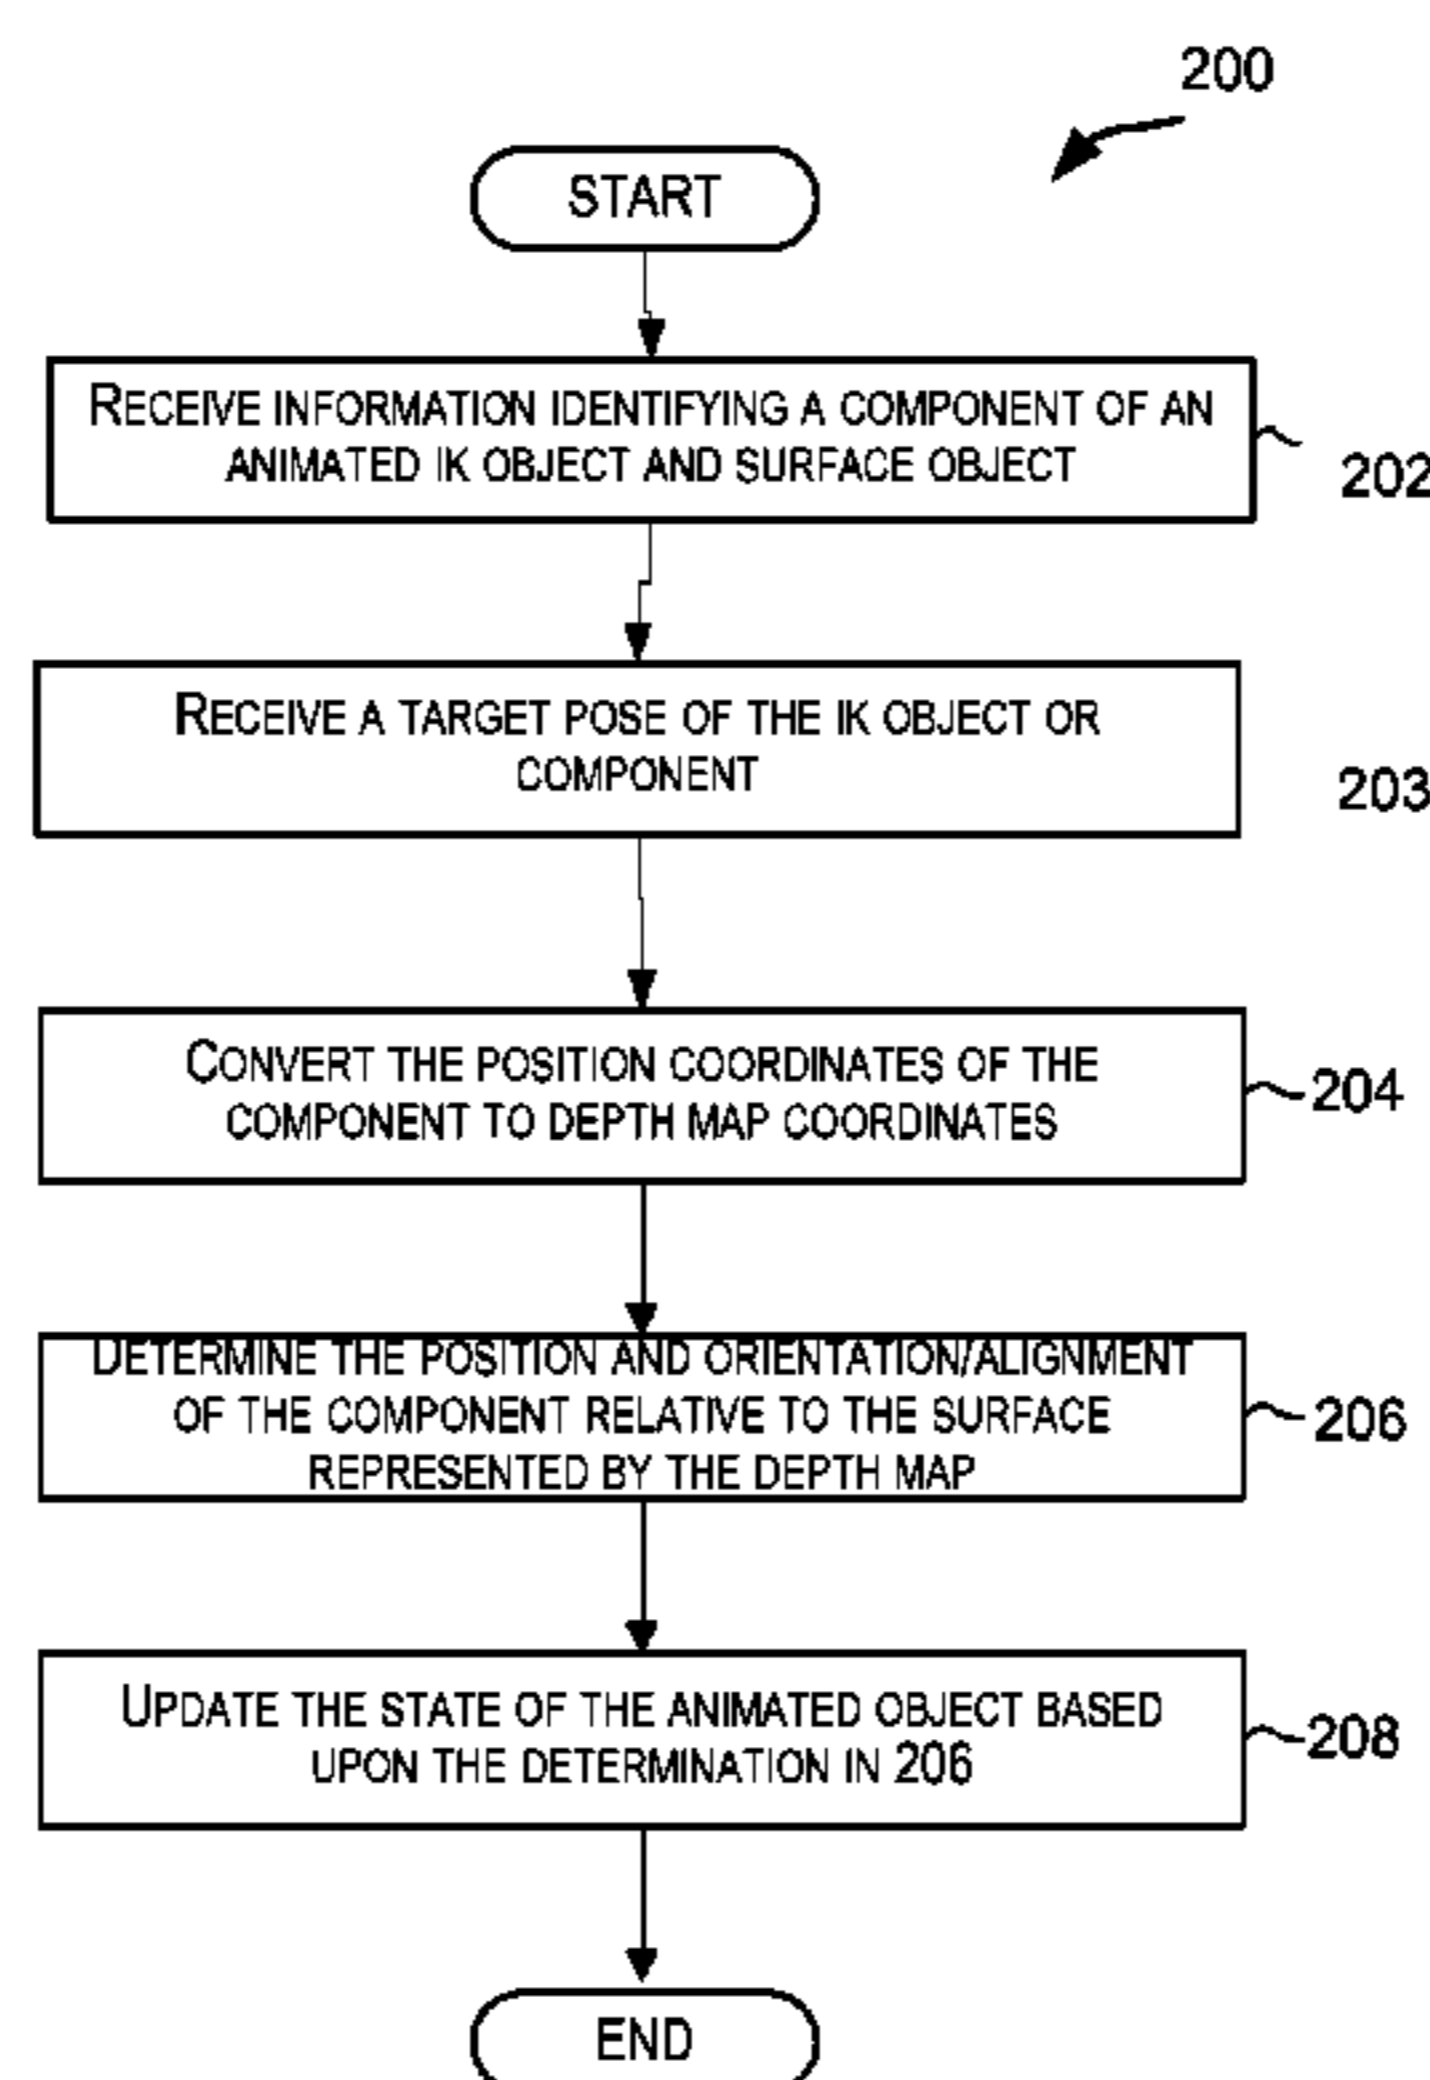 200
START
RECEIVE INFORMATION IDENTIFYING A COMPONENT OF AN
ANIMATED IK OBJECT AND SURFACE OBJECT
202
RECEIVE A TARGET POSE OF THE IK OBJECT OR
COMPONENT
203
CONVERT THE POSITION COORDINATES OF THE
COMPONENT TO DEPTH MAP COORDINATES
204
DETERMINE THE POSITION AND ORIENTATION/ALIGNMENT
OF THE COMPONENT RELATIVE TO THE SURFACE
REPRESENTED BY THE DEPTH MAP
206
UPDATE THE STATE OF THE ANIMATED OBJECT BASED
UPON THE DETERMINATION IN 206
208
END